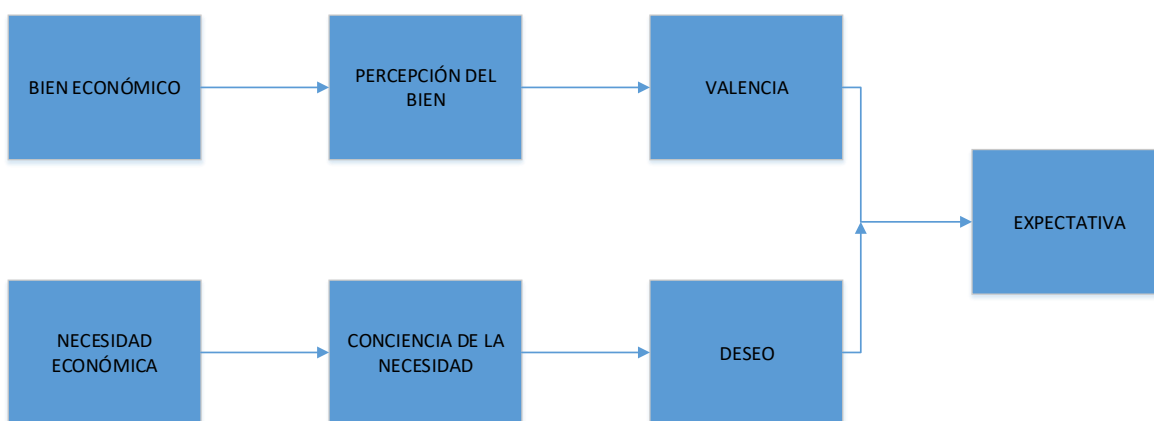 BIEN ECONÓMICO
PERCEPCIÓN DEL
BIEN
VALENCIA
EXPECTATIVA
NECESIDAD
ECONÓMICA
CONCIENCIA DE LA
NECESIDAD
DESEO